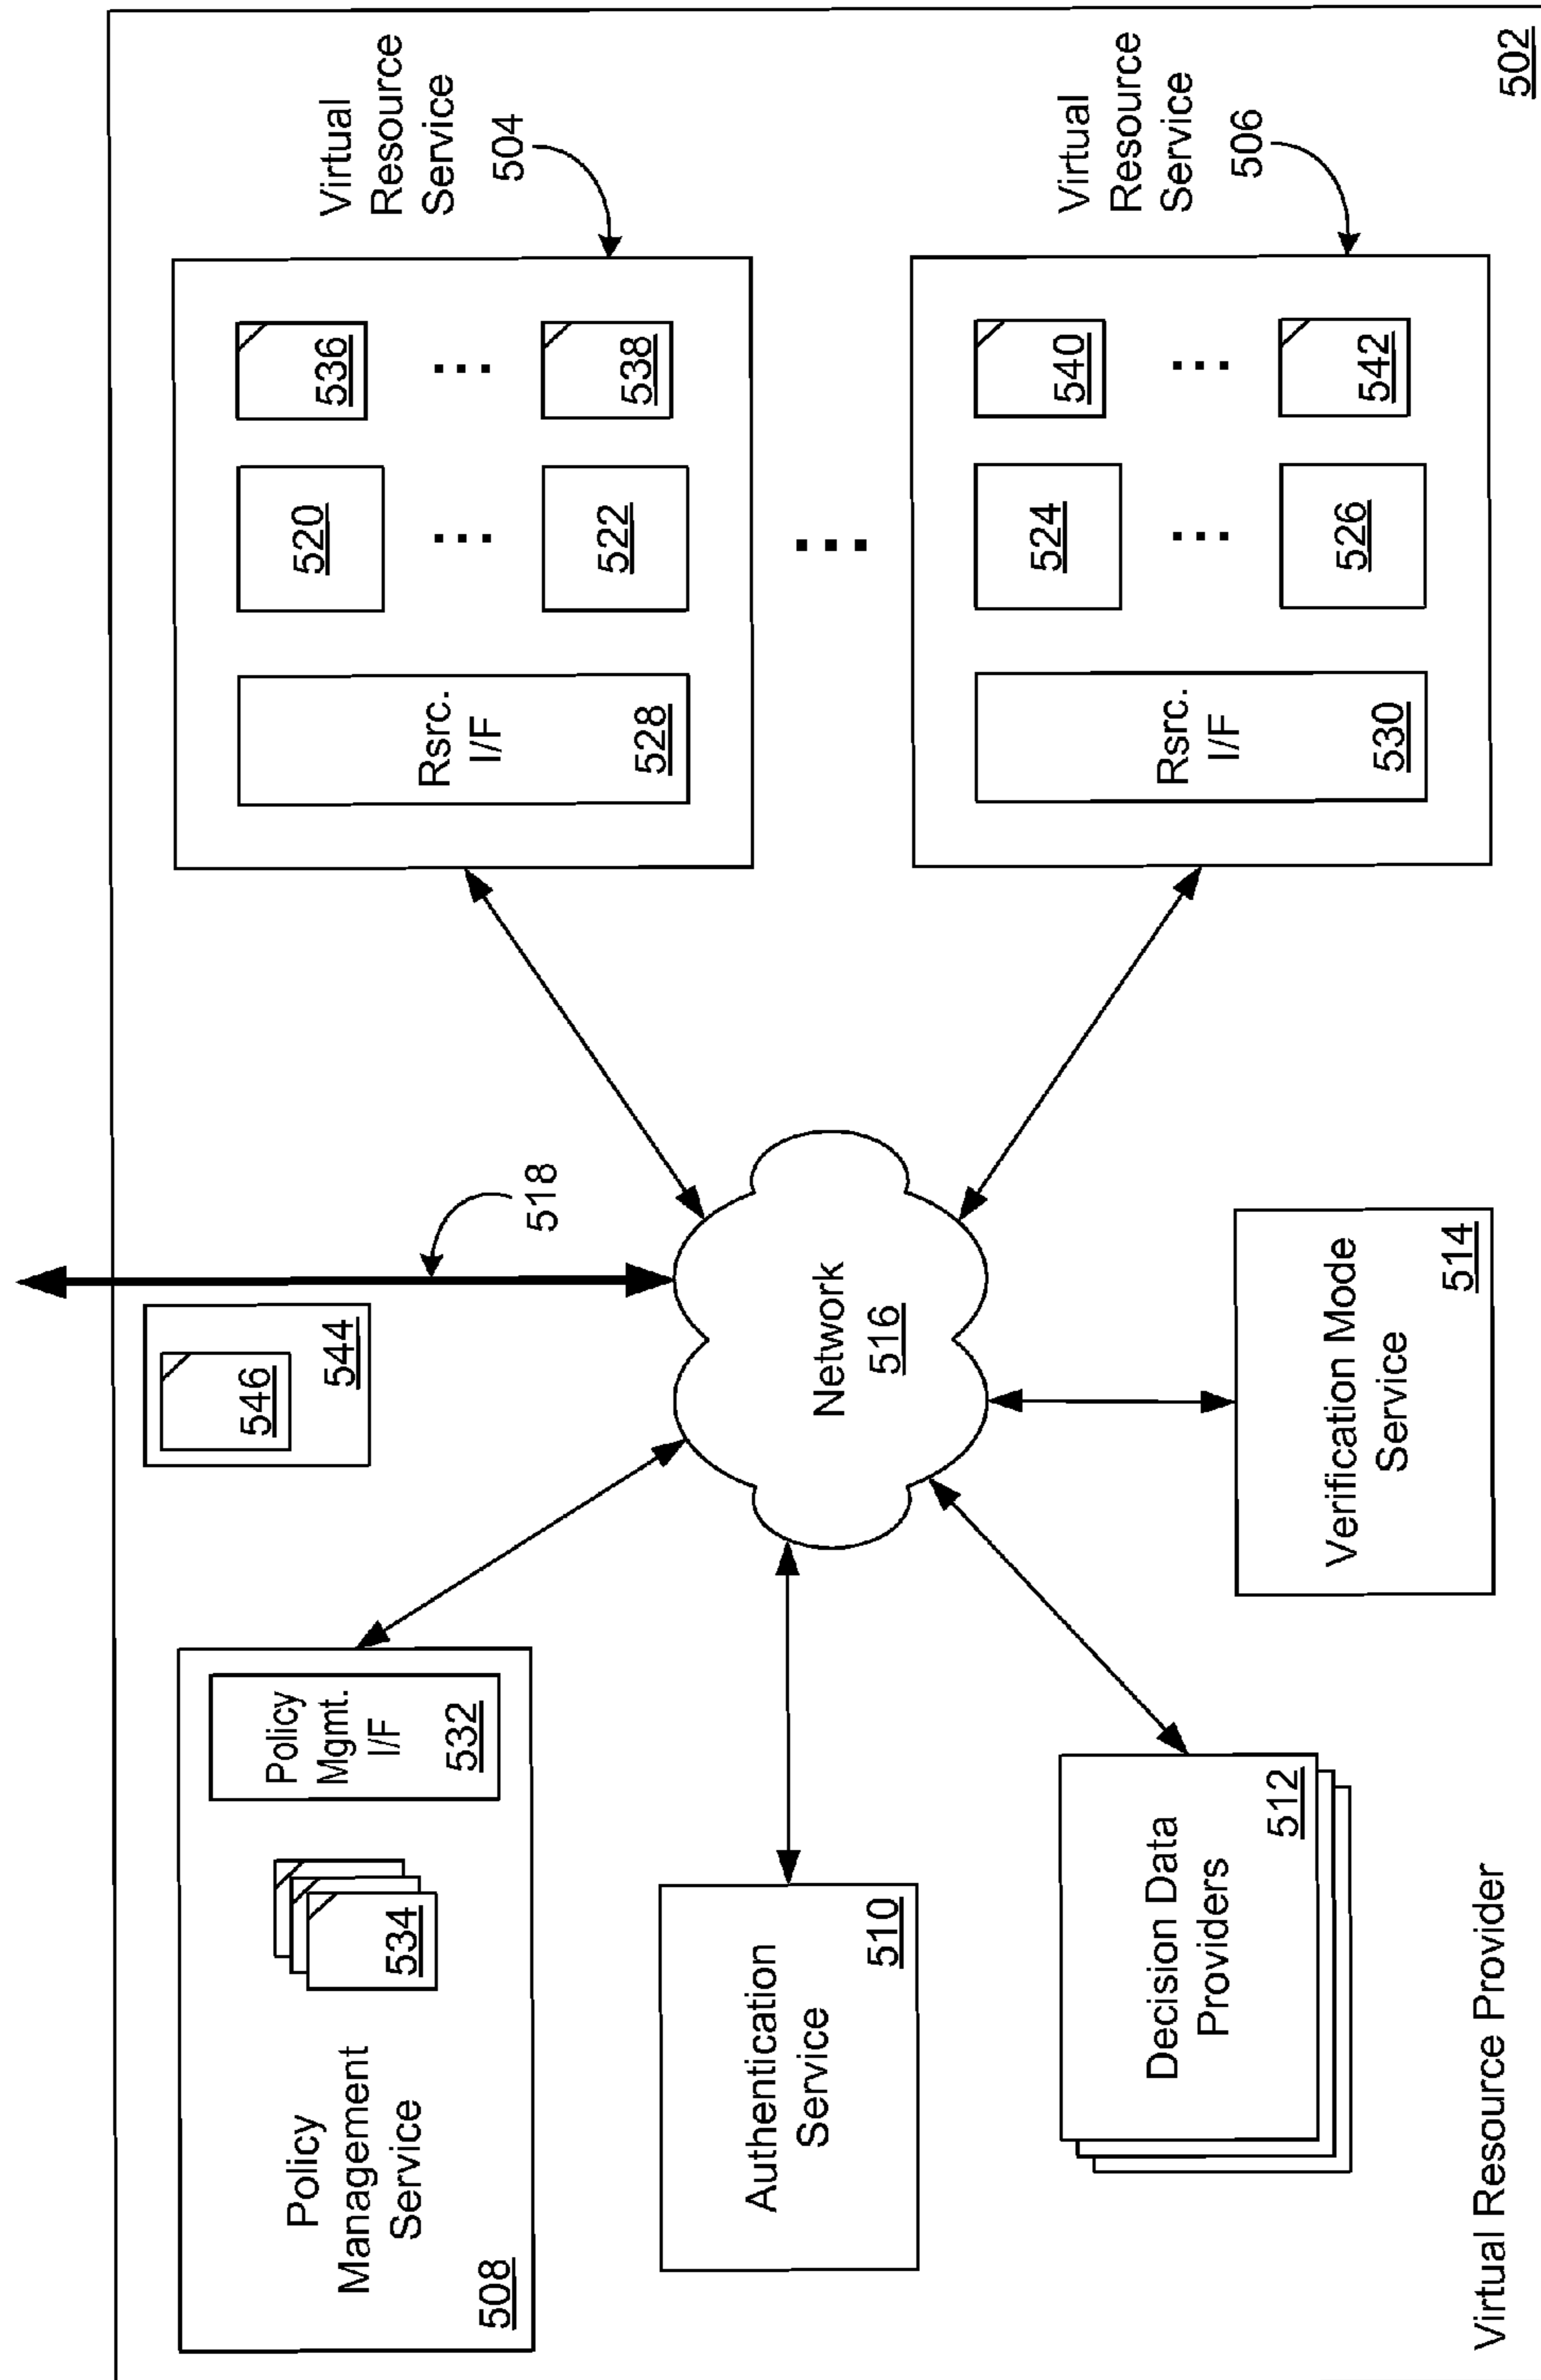 Policy
Management
Service
508
534
Policy
Mgmt.
I/F
532
546
544
518
Authentication
Service
510
Decision Data
Providers
512
Verification Mode
Service
514
Network
516
Rsrc.
I/F
528
520
...
522
536
...
538
Virtual
Resource
Service
504
...
Rsrc.
I/F
530
524
...
526
540
...
542
Virtual
Resource
Service
506
Virtual Resource Provider
502